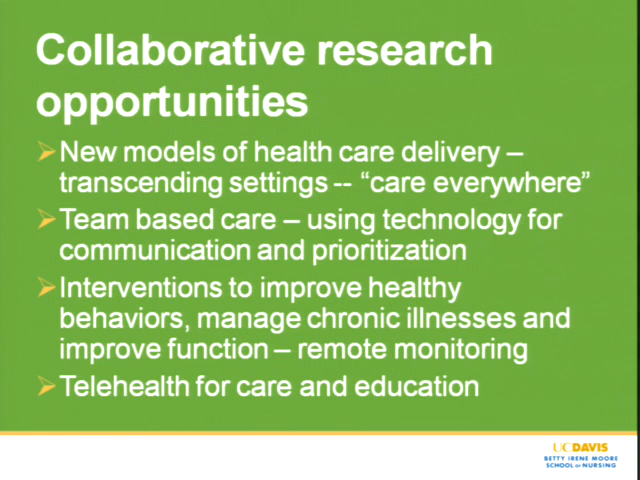 Collaborative research
opportunities
➢New models of health care delivery –
transcending settings -- “care everywhere”
➢Team based care – using technology for
communication and prioritization
➢Interventions to improve healthy
behaviors, manage chronic illnesses and
improve function – remote monitoring
➢Telehealth for care and education
UCDAVIS
BETTY IRENE MOORE
SCHOOL OF NURSING